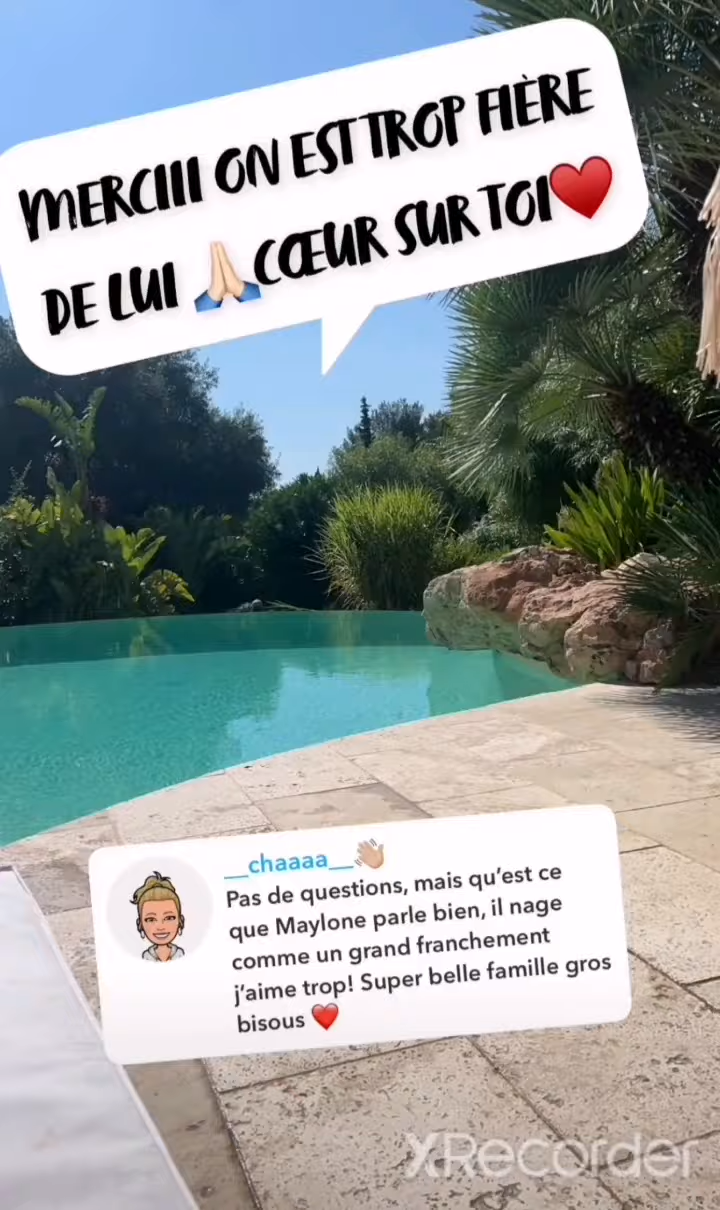 MERCIII ON EST TROP FIÈRE
DE LUI 🙏🏻 CŒUR SUR TOI❤️
__chaaaa__👋🏼
Pas de questions, mais qu'est ce
que Maylone parle bien, il nage
comme un grand franchement
j'aime trop! Super belle famille gros
bisous ❤️
XRecorder